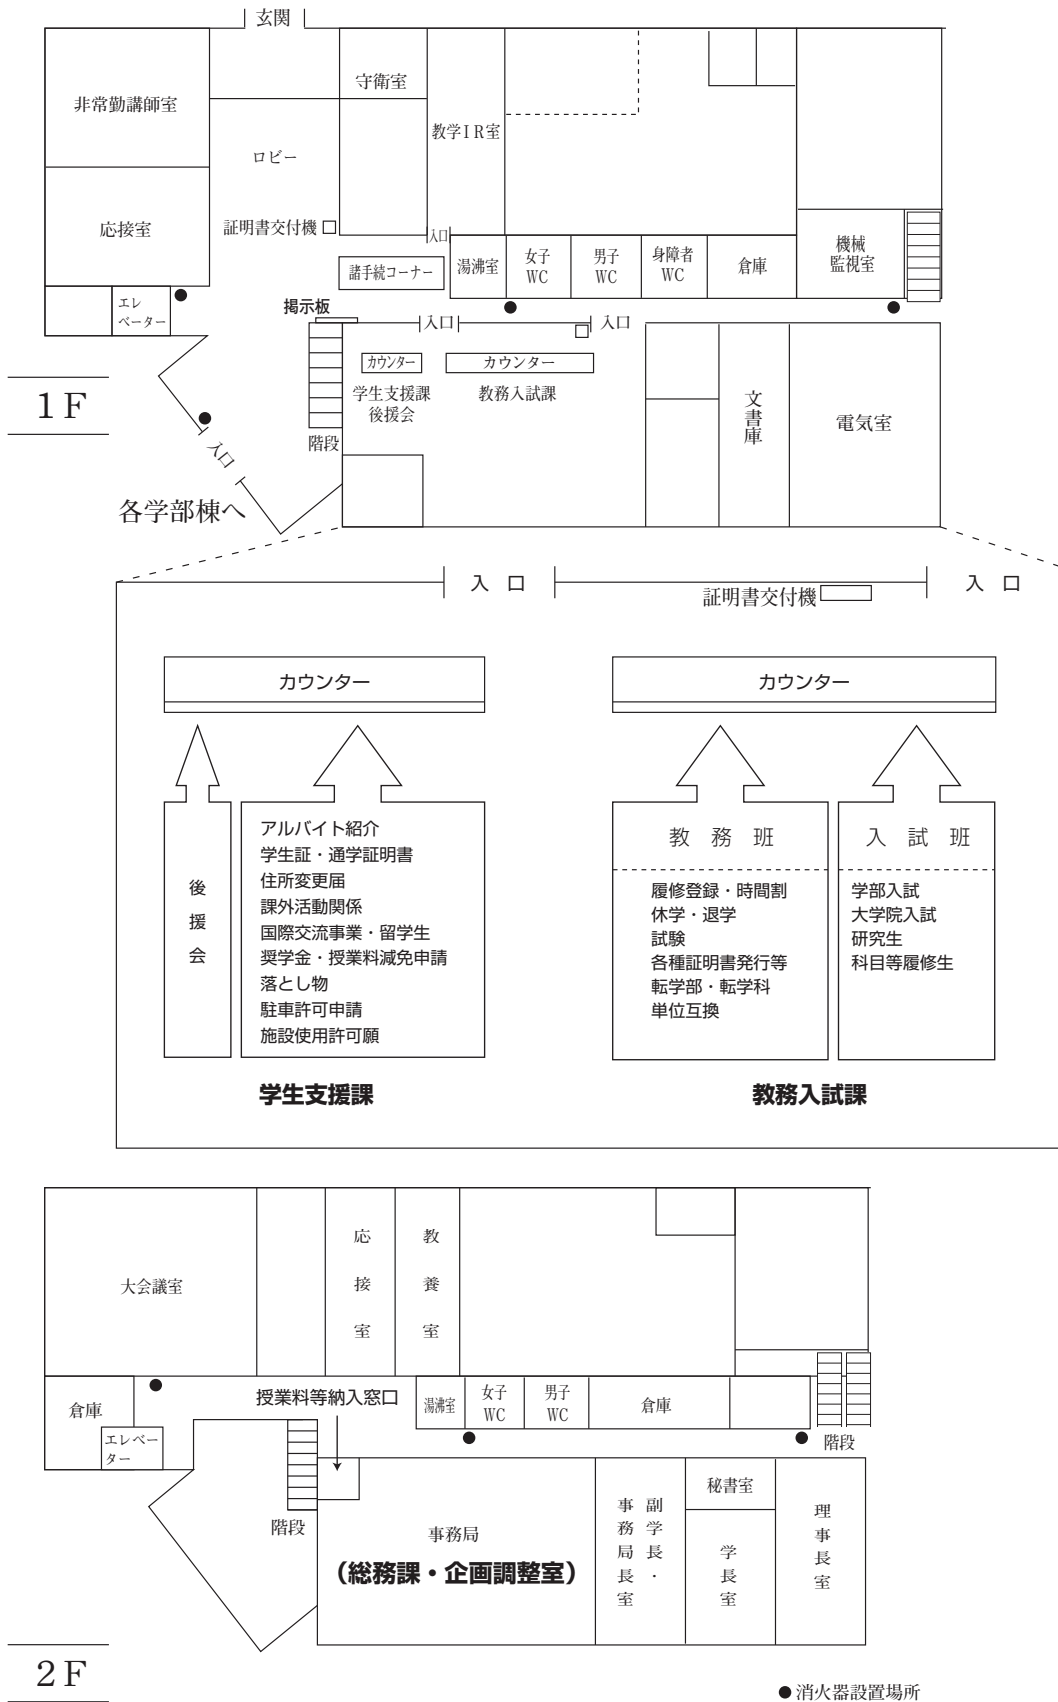 玄関
守衛室
非常勤講師室
教学IR室
ロビー
応接室
証明書交付機
入口
諸手続コーナー
湯沸室
女子
WC
男子
WC
身障者
WC
倉庫
機械
監視室
エレ
ベーター
掲示板
入口
入口
カウンター
カウンター
学生支援課
後援会
教務入試課
文書庫
電気室
1F
階段
入口
各学部棟へ
入口
証明書交付機
入口
カウンター
カウンター
後援会
アルバイト紹介
学生証・通学証明書
住所変更届
課外活動関係
国際交流事業・留学生
奨学金・授業料減免申請
落とし物
駐車許可申請
施設使用許可願
学生支援課
教務班
履修登録・時間割
休学・退学
試験
各種証明書発行等
転学部・転学科
単位互換
入試班
学部入試
大学院入試
研究生
科目等履修生
教務入試課
大会議室
応接室
教養室
倉庫
エレベー
ター
授業料等納入窓口
湯沸室
女子
WC
男子
WC
倉庫
階段
階段
事務局
(総務課・企画調整室)
副学長・
事務局長室
秘書室
学長室
理事長室
2F
●消火器設置場所